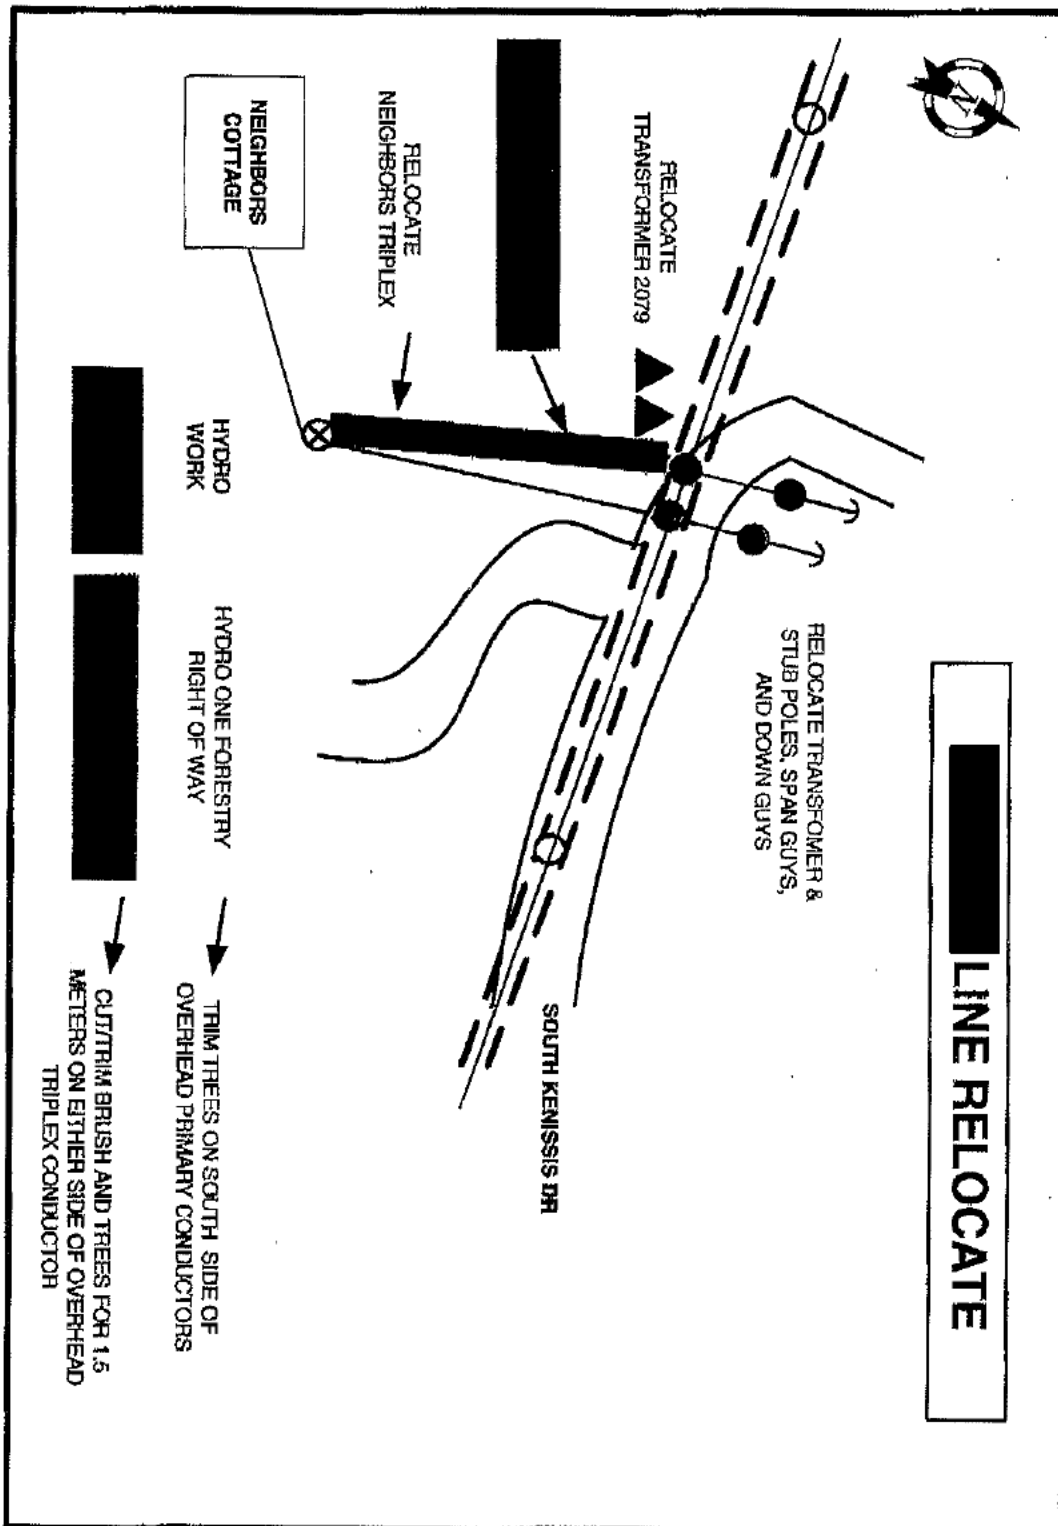 LINE RELOCATE
N
RELOCATE
TRANSFORMER 2079
RELOCATE
NEIGHBORS TRIPLEX
NEIGHBORS
COTTAGE
RELOCATE TRANSFOMER &
STUB POLES, SPAN GUYS,
AND DOWN GUYS
SOUTH KENISSIS DR
HYDRO
WORK
HYDRO ONE FORESTRY
RIGHT OF WAY
TRIM TREES ON SOUTH SIDE OF
OVERHEAD PRIMARY CONDUCTORS
CUT/TRIM BRUSH AND TREES FOR 1.5
METERS ON EITHER SIDE OF OVERHEAD
TRIPLEX CONDUCTOR